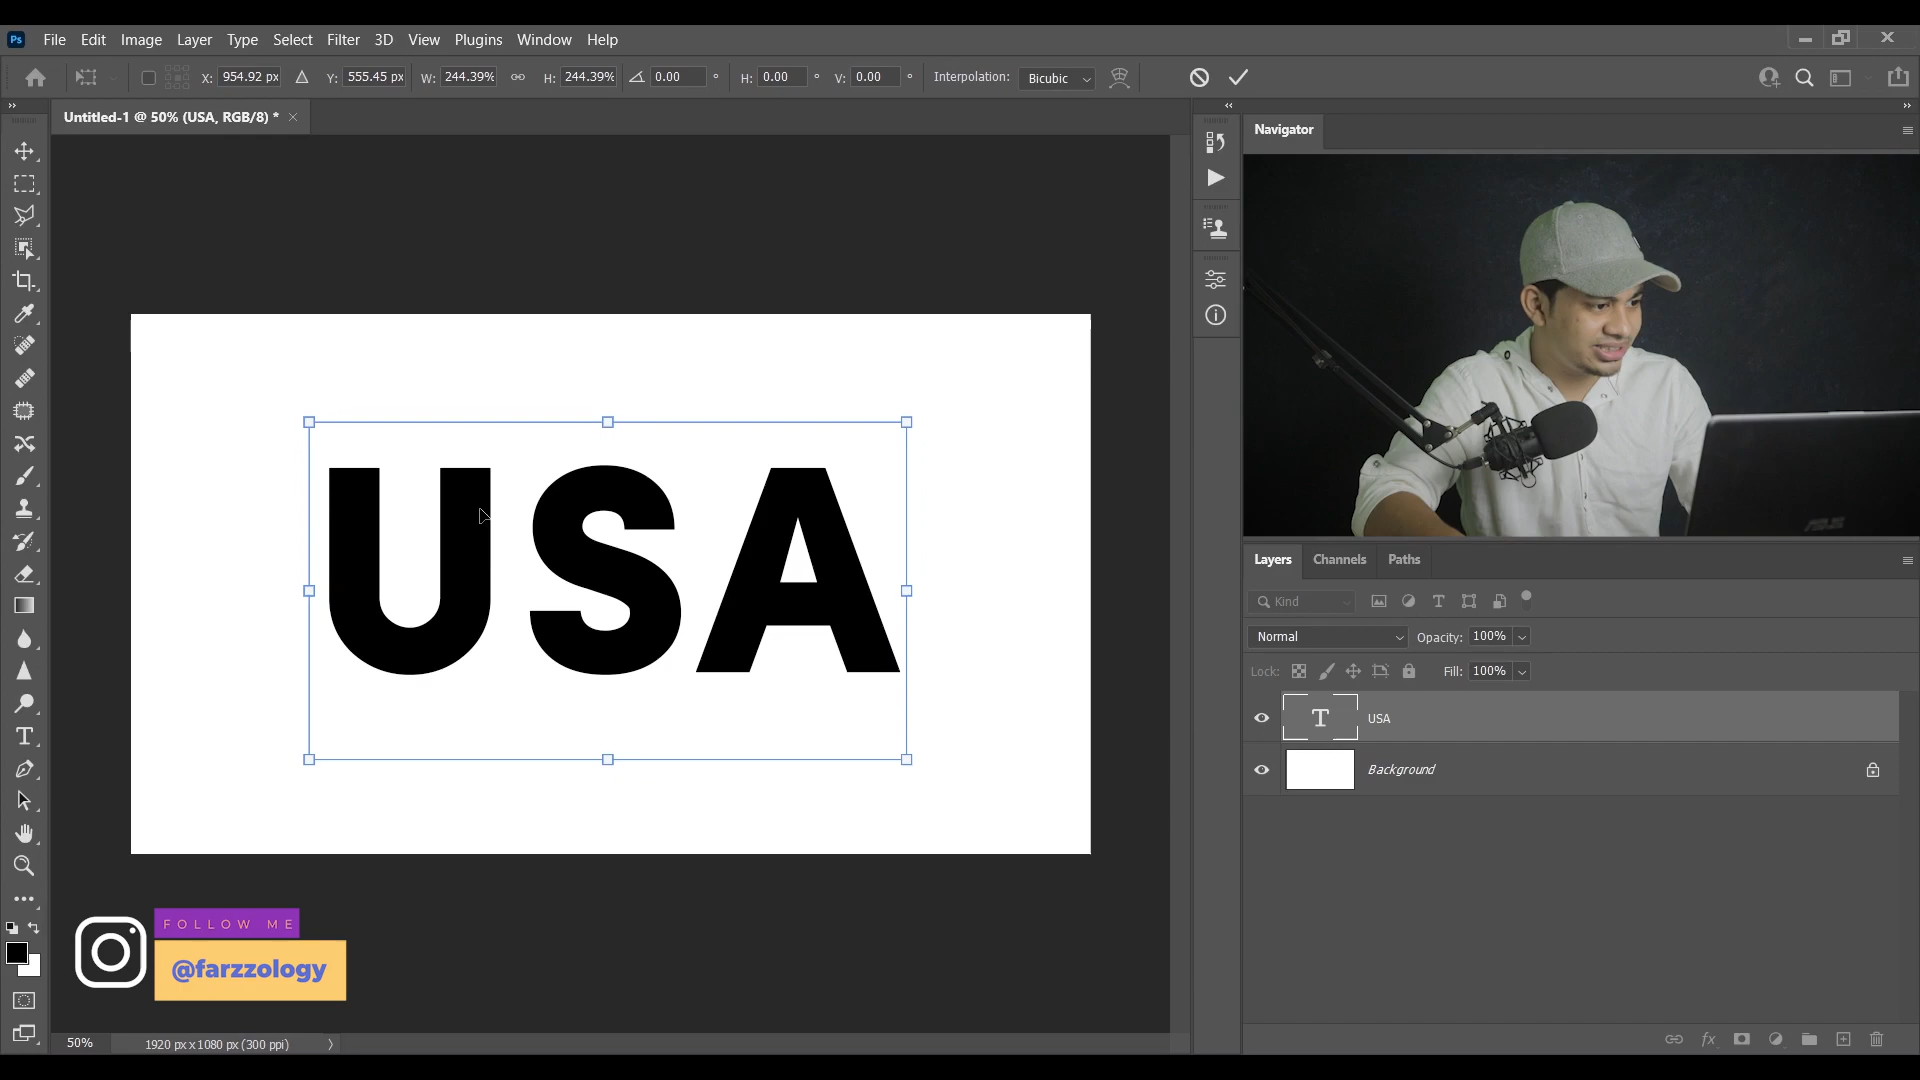 Ps File Edit Image Layer Type Select Filter 3D View Plugins Window Help
X: 954.92 px Y: 555.45 px W: 244.39% H: 244.39% 0.00 ° H: 0.00 ° V: 0.00 ° Interpolation: Bicubic
Untitled-1 @ 50% (USA, RGB/8) *
Navigator
USA
ASUS
Layers Channels Paths
Kind
Normal Opacity: 100%
Lock: Fill: 100%
T USA
Background
FOLLOW ME
@farzzology
50% 1920 px x 1080 px (300 ppi)
fx